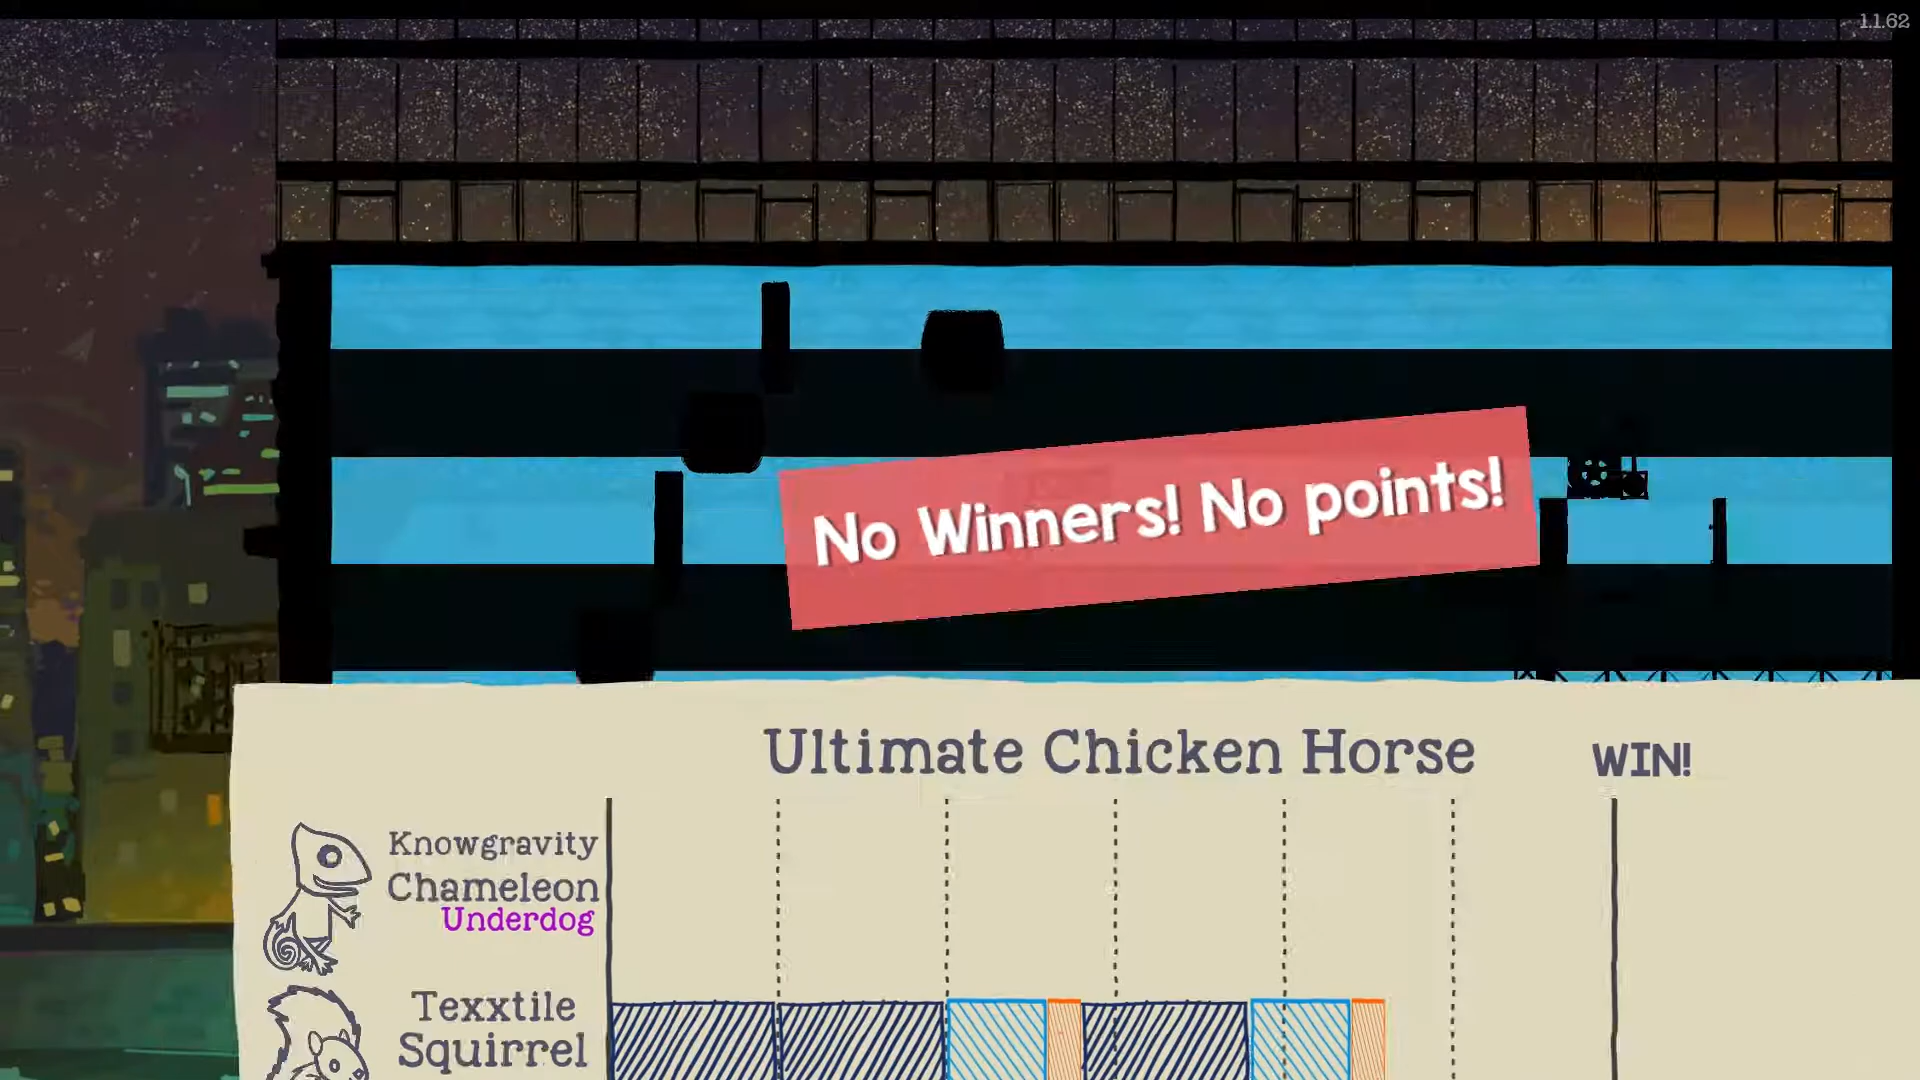 1.1.62
No Winners! No points!
Ultimate Chicken Horse
WIN!
Knowgravity
Chameleon
Underdog
Texxtile
Squirrel